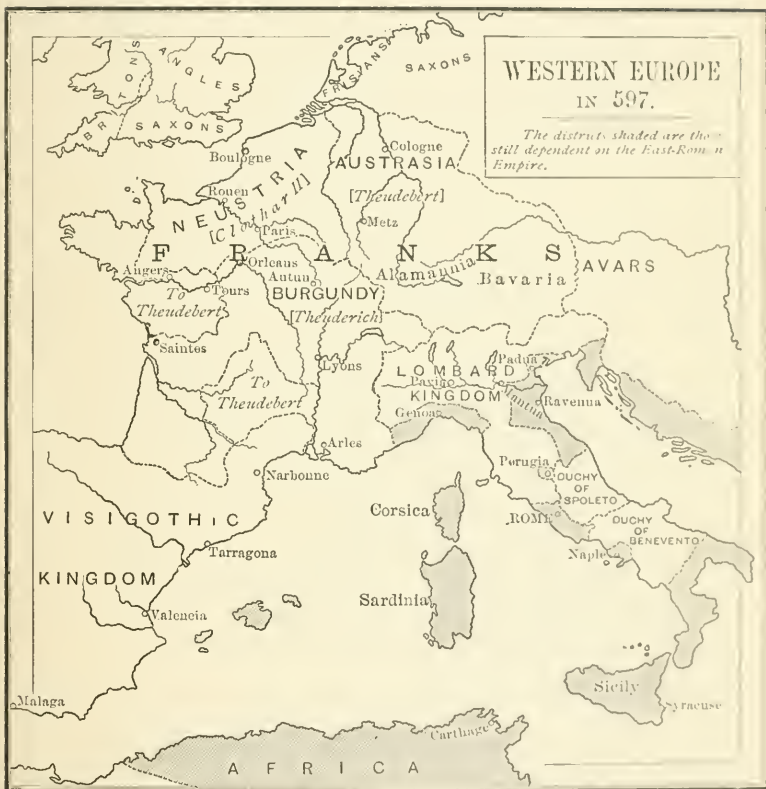 WESTERN EUROPE
IN 597.
The districts shaded are
still dependent on the East-Roman
Empire.
BRITONS
ANGLES
SAXONS
FRISIANS
SAXONS
Boulogne
Cologne
AUSTRASIA
[Theudebert]
Rouen
NEUSTRIA
[Clothar II]
Paris
Metz
FRANKS
Angers
Orleans
Autun
Alamannia
Bavaria
AVARS
To
Theudebert
Tours
BURGUNDY
[Theuderich]
Saintes
Lyons
To
Theudebert
LOMBARD
KINGDOM
Padua
Pavia
Mantua
Genoa
Ravenna
Arles
Narbonne
Perugia
DUCHY
OF
SPOLETO
Corsica
ROME
DUCHY
OF
BENEVENTO
Naples
VISIGOTHIC
KINGDOM
Tarragona
Valencia
Sardinia
Malaga
Sicily
Syracuse
Carthage
AFRICA